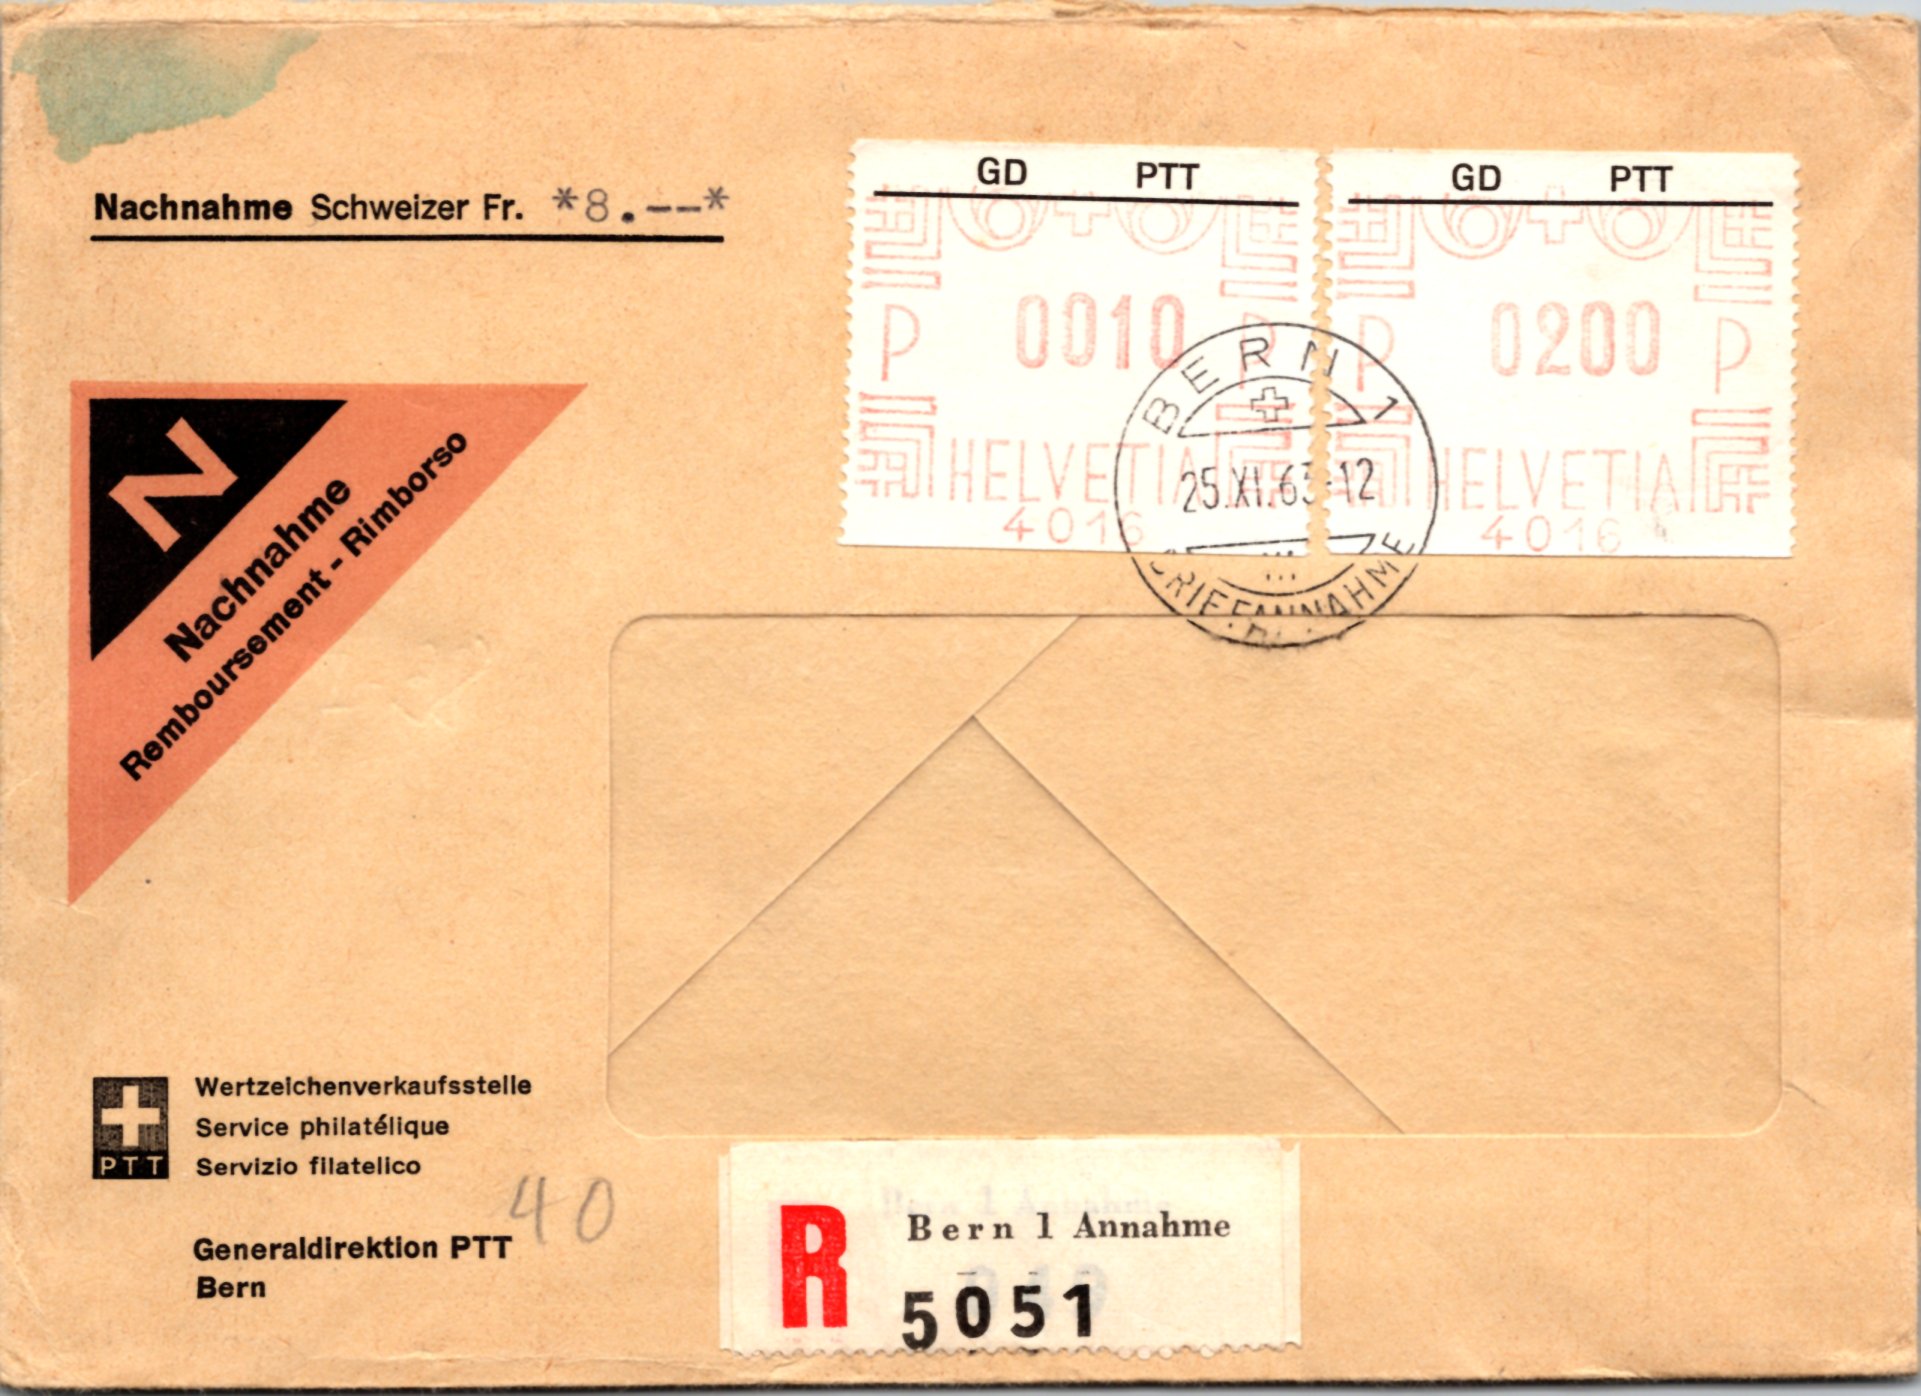 Nachnahme Schweizer Fr. *8.--*
GD PTT
0010
P P
HELVETIA
4016
GD PTT
0200
P P
HELVETIA
4016
BERN 1
25.XI.63-12
BRIEFANNAHME
N
Nachnahme
Remboursement - Rimborso
PTT
Wertzeichenverkaufsstelle
Service philatélique
Servizio filatelico
40
Generaldirektion PTT
Bern
R
Bern 1 Annahme
5051